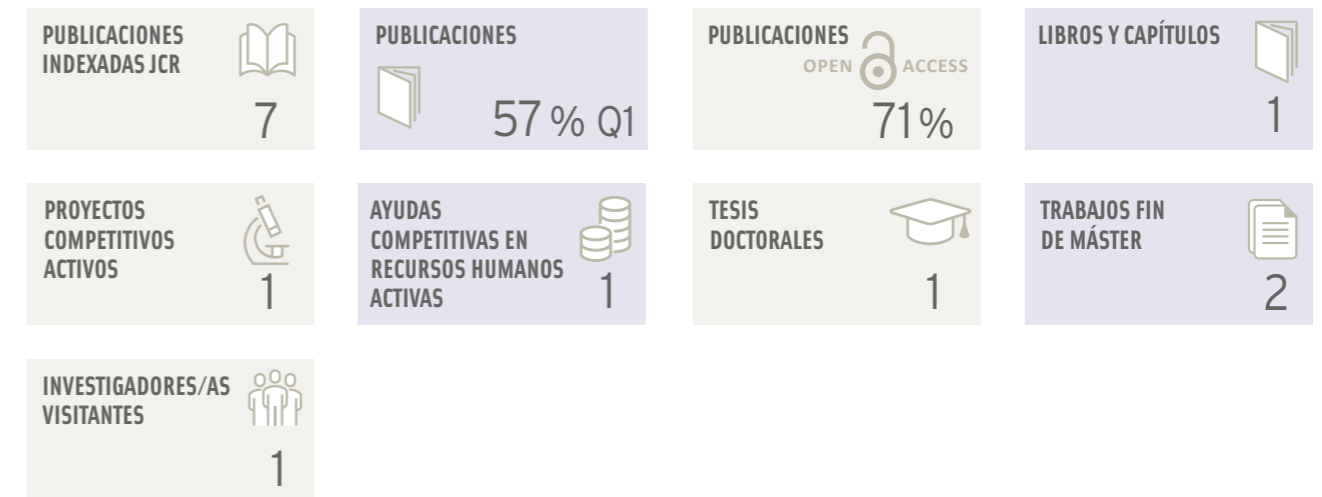 PUBLICACIONES
INDEXADAS JCR
7
PUBLICACIONES
57 % Q1
PUBLICACIONES
OPEN ACCESS
71%
LIBROS Y CAPÍTULOS
1
PROYECTOS
COMPETITIVOS
ACTIVOS
1
AYUDAS
COMPETITIVAS EN
RECURSOS HUMANOS
ACTIVAS
1
TESIS
DOCTORALES
1
TRABAJOS FIN
DE MÁSTER
2
INVESTIGADORES/AS
VISITANTES
1